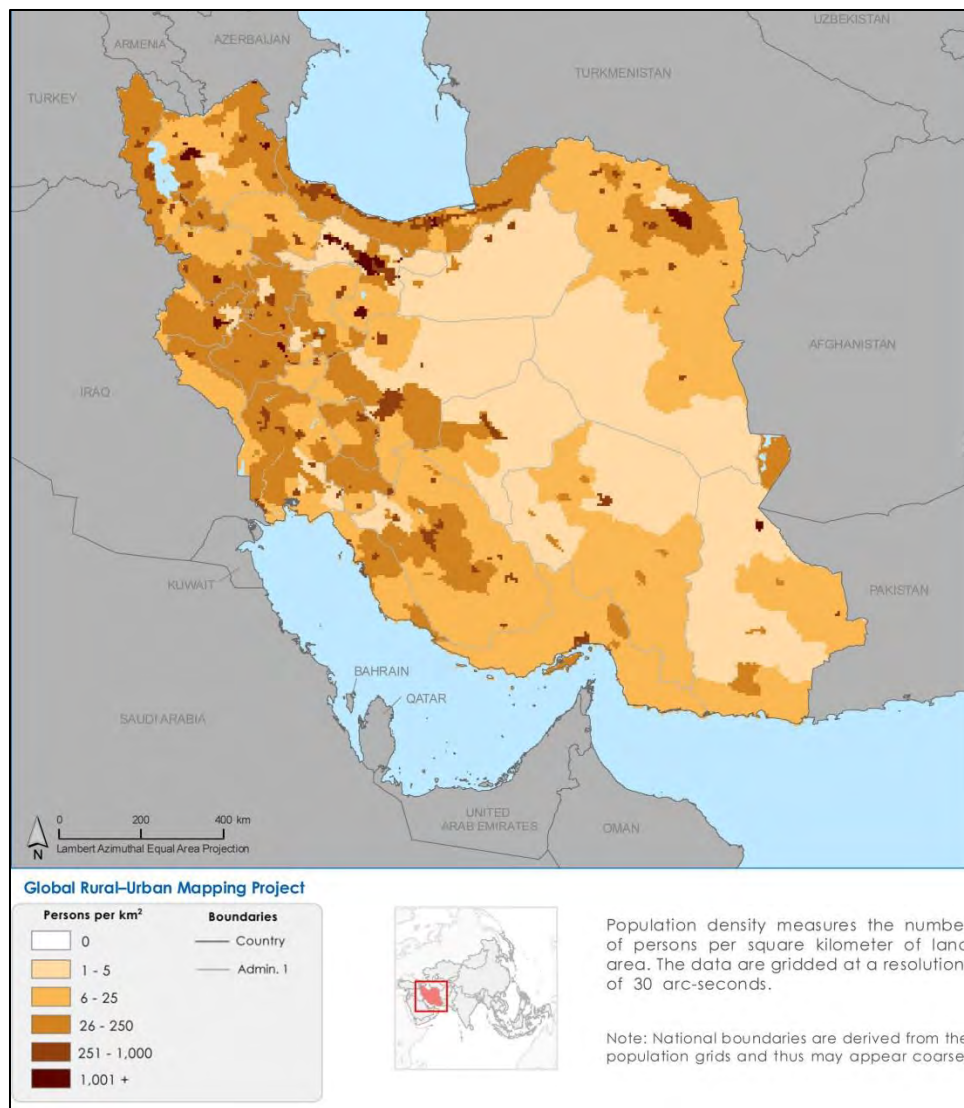 UZBEKISTAN
AZERBAIJAN
ARMENIA
TURKMENISTAN
TURKEY
AFGHANISTAN
IRAQ
KUWAIT
PAKISTAN
BAHRAIN
QATAR
SAUDI ARABIA
UNITED
ARAB EMIRATES
OMAN
0 200 400 km
N
Lambert Azimuthal Equal Area Projection
Global Rural–Urban Mapping Project
Persons per km²
0
1 - 5
6 - 25
26 - 250
251 - 1,000
1,001 +
Boundaries
Country
Admin. 1
Population density measures the numbe
of persons per square kilometer of land
area. The data are gridded at a resolution
of 30 arc-seconds.
Note: National boundaries are derived from the
population grids and thus may appear coarse